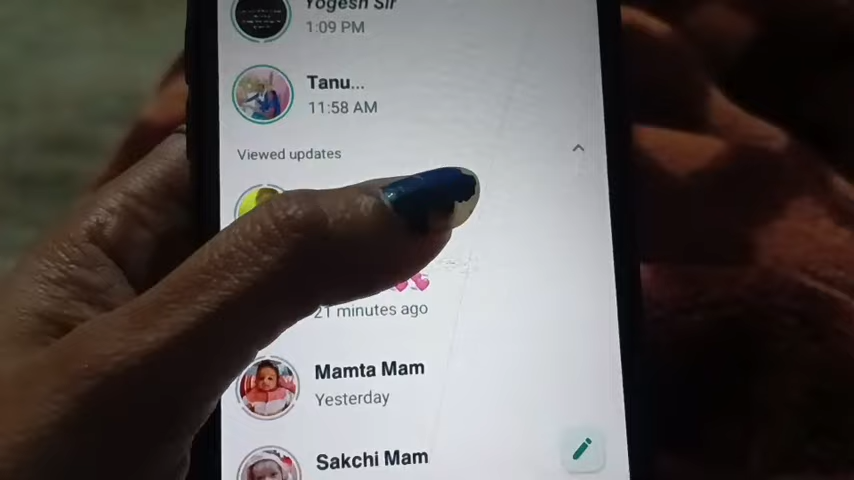 Yogesh Sir
1:09 PM
Tanu...
11:58 AM
Viewed updates
21 minutes ago
Mamta Mam
Yesterday
Sakchi Mam